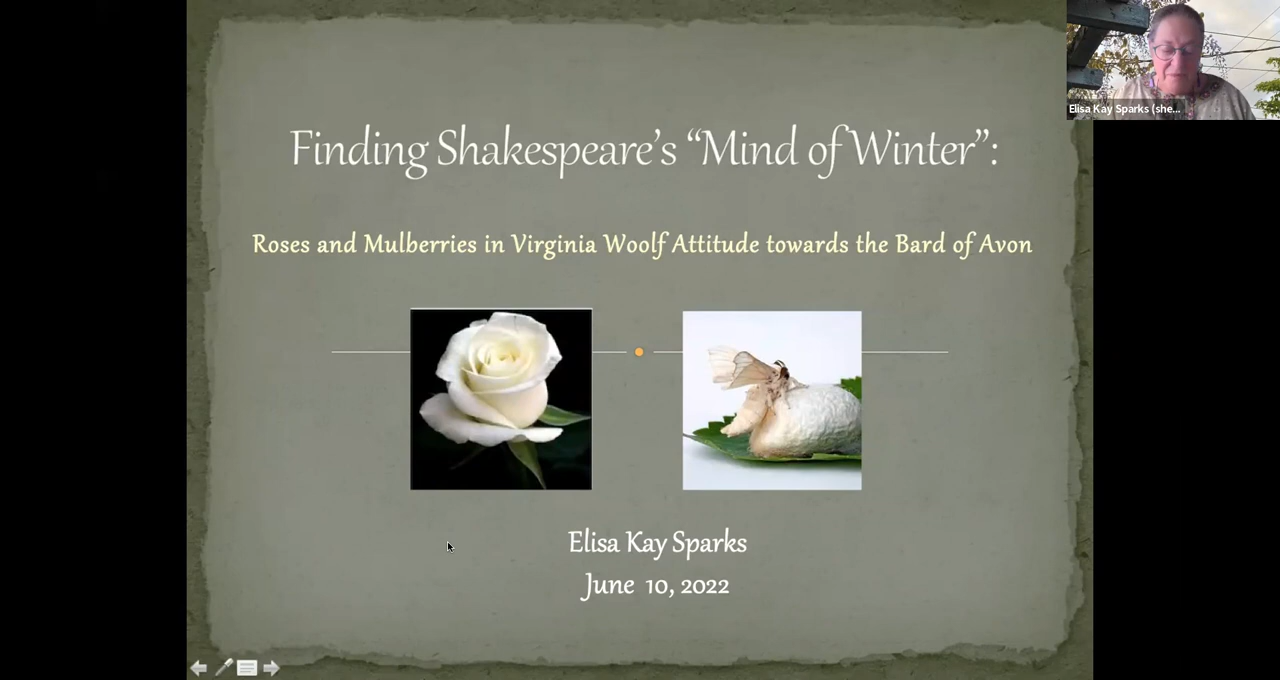 Elisa Kay Sparks (she...
Finding Shakespeare's “Mind of Winter”:
Roses and Mulberries in Virginia Woolf Attitude towards the Bard of Avon
Elisa Kay Sparks
June 10, 2022